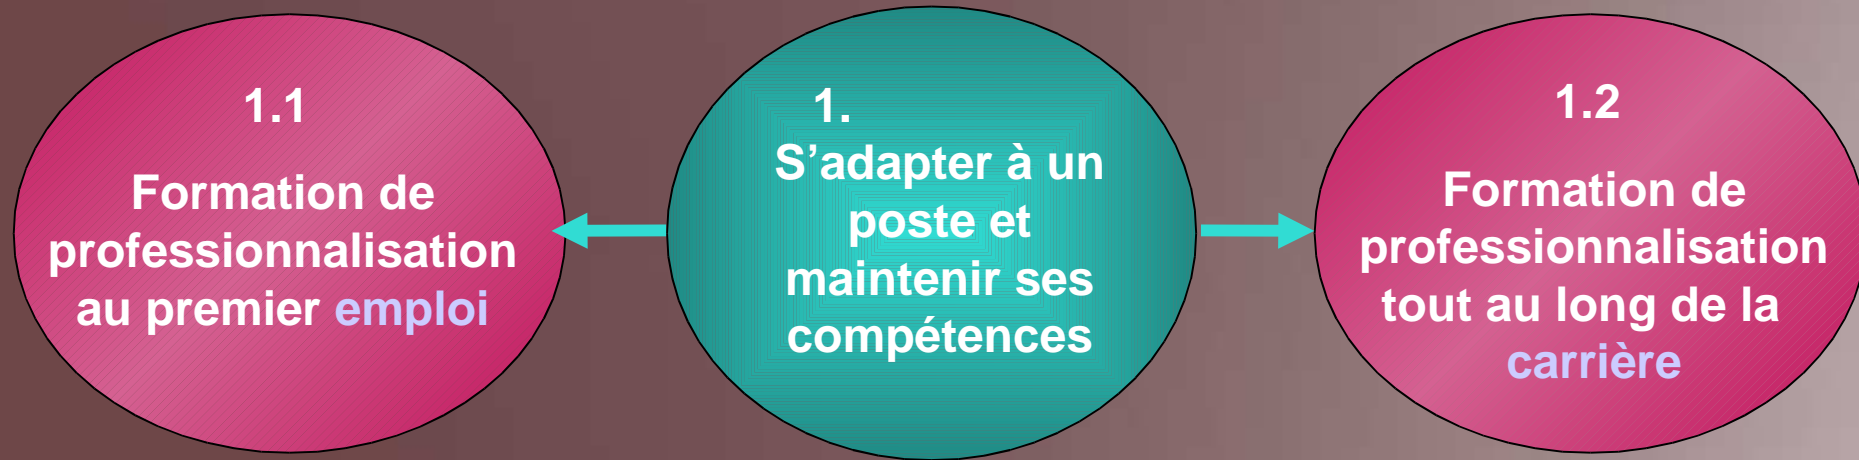 1.1
Formation de
professionnalisation
au premier emploi
1.
S’adapter à un
poste et
maintenir ses
compétences
1.2
Formation de
professionnalisation
tout au long de la
carrière